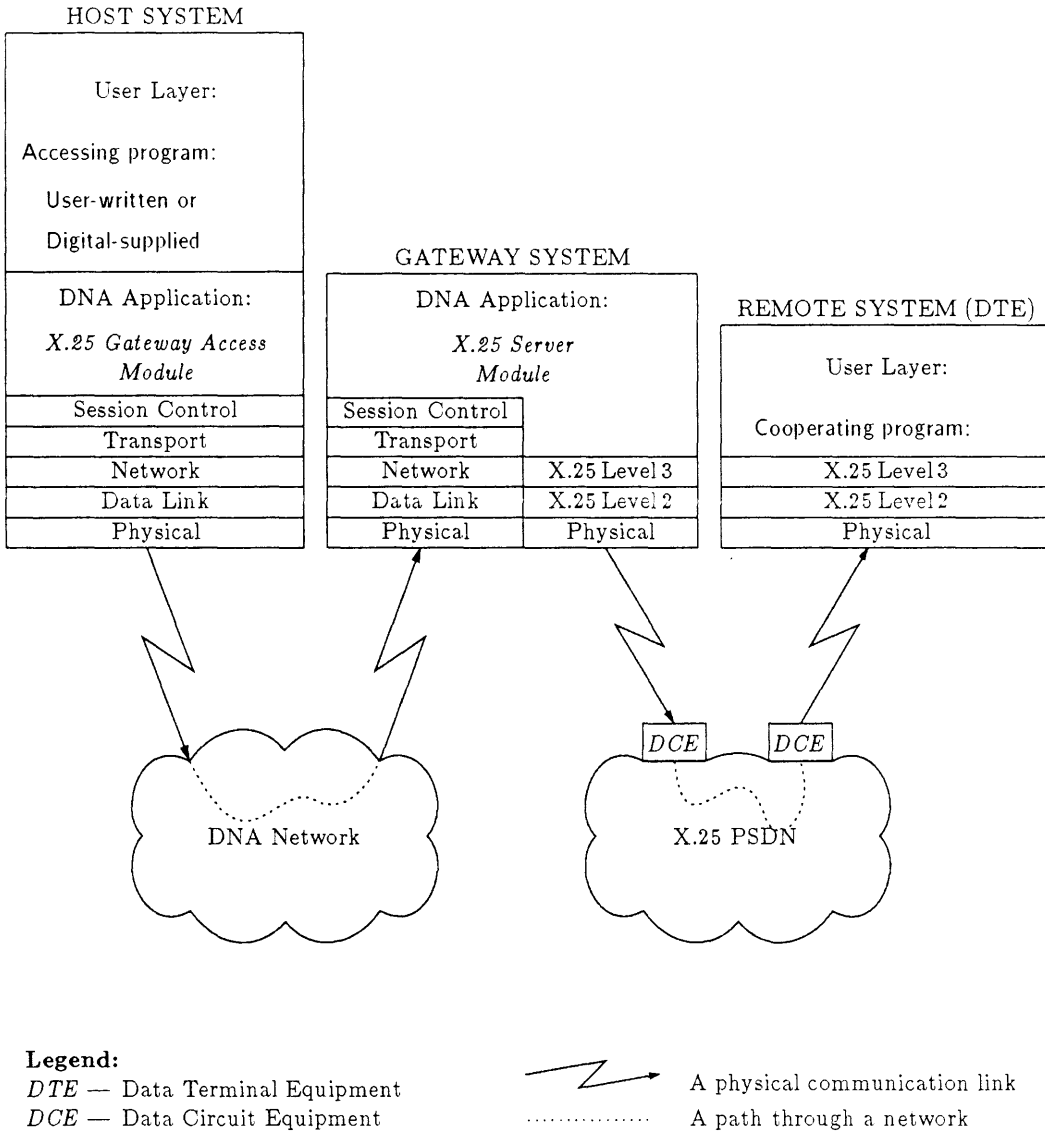 HOST SYSTEM
User Layer:
Accessing program:
User-written or
Digital-supplied
DNA Application:
X.25 Gateway Access
Module
Session Control
Transport
Network
Data Link
Physical
GATEWAY SYSTEM
DNA Application:
X.25 Server
Module
Session Control
Transport
Network
Data Link
Physical
X.25 Level 3
X.25 Level 2
Physical
REMOTE SYSTEM (DTE)
User Layer:
Cooperating program:
X.25 Level 3
X.25 Level 2
Physical
DNA Network
DCE
DCE
X.25 PSDN
Legend:
DTE — Data Terminal Equipment
DCE — Data Circuit Equipment
A physical communication link
A path through a network